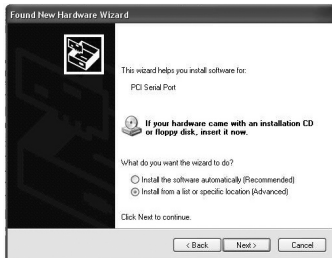 Found New Hardware Wizard
This wizard helps you install software for:
PCI Serial Port
If your hardware came with an installation CD
or floppy disk, insert it now.
What do you want the wizard to do?
Install the software automatically (Recommended)
Install from a list or specific location (Advanced)
Click Next to continue.
< Back
Next >
Cancel